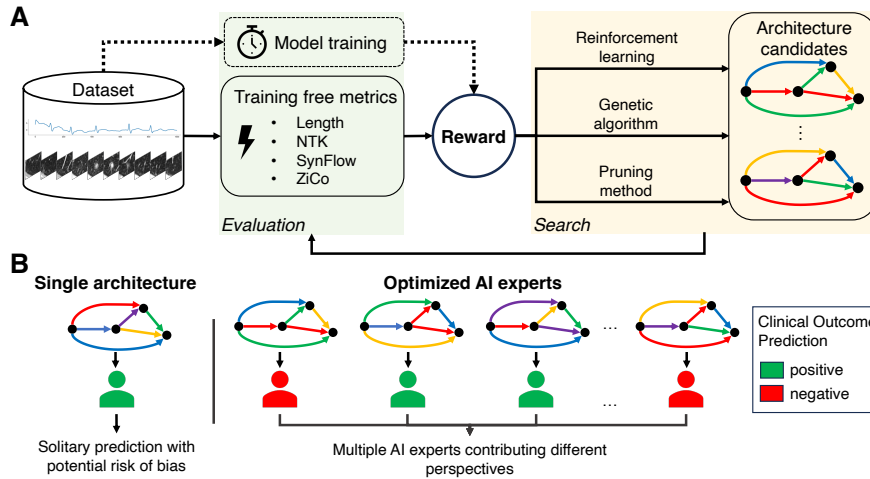 A
Dataset
Model training
Training free metrics
• Length
• NTK
• SynFlow
• ZiCo
Evaluation
Reward
Reinforcement
learning
Genetic
algorithm
Pruning
method
Search
Architecture
candidates
⋮
B
Single architecture
Solitary prediction with
potential risk of bias
Optimized AI experts
...
...
Multiple AI experts contributing different
perspectives
Clinical Outcome
Prediction
positive
negative